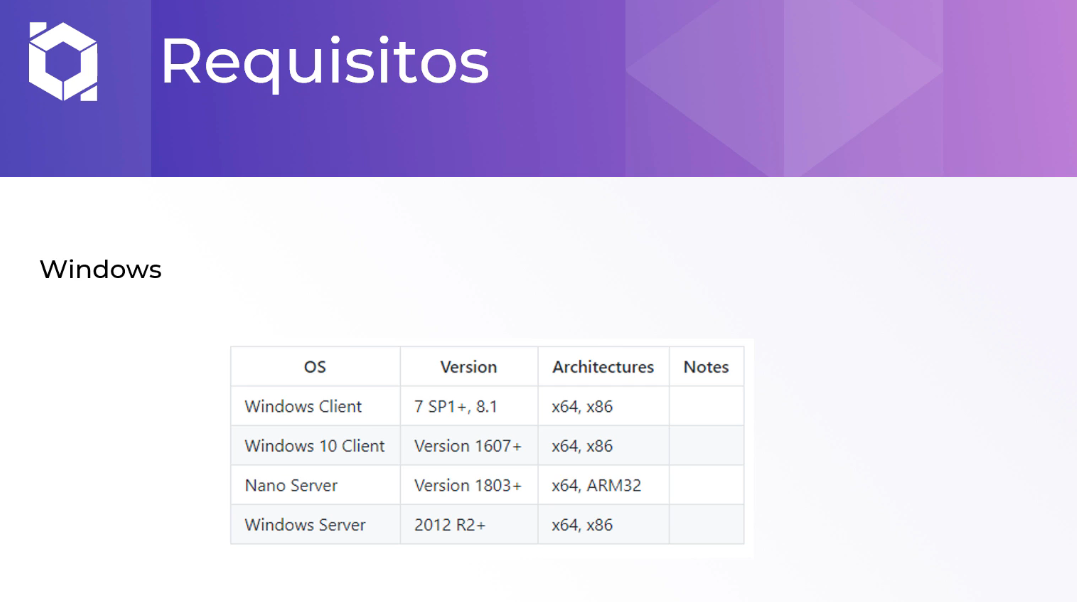 Requisitos
Windows
OS Version Architectures Notes
Windows Client 7 SP1+, 8.1 x64, x86
Windows 10 Client Version 1607+ x64, x86
Nano Server Version 1803+ x64, ARM32
Windows Server 2012 R2+ x64, x86